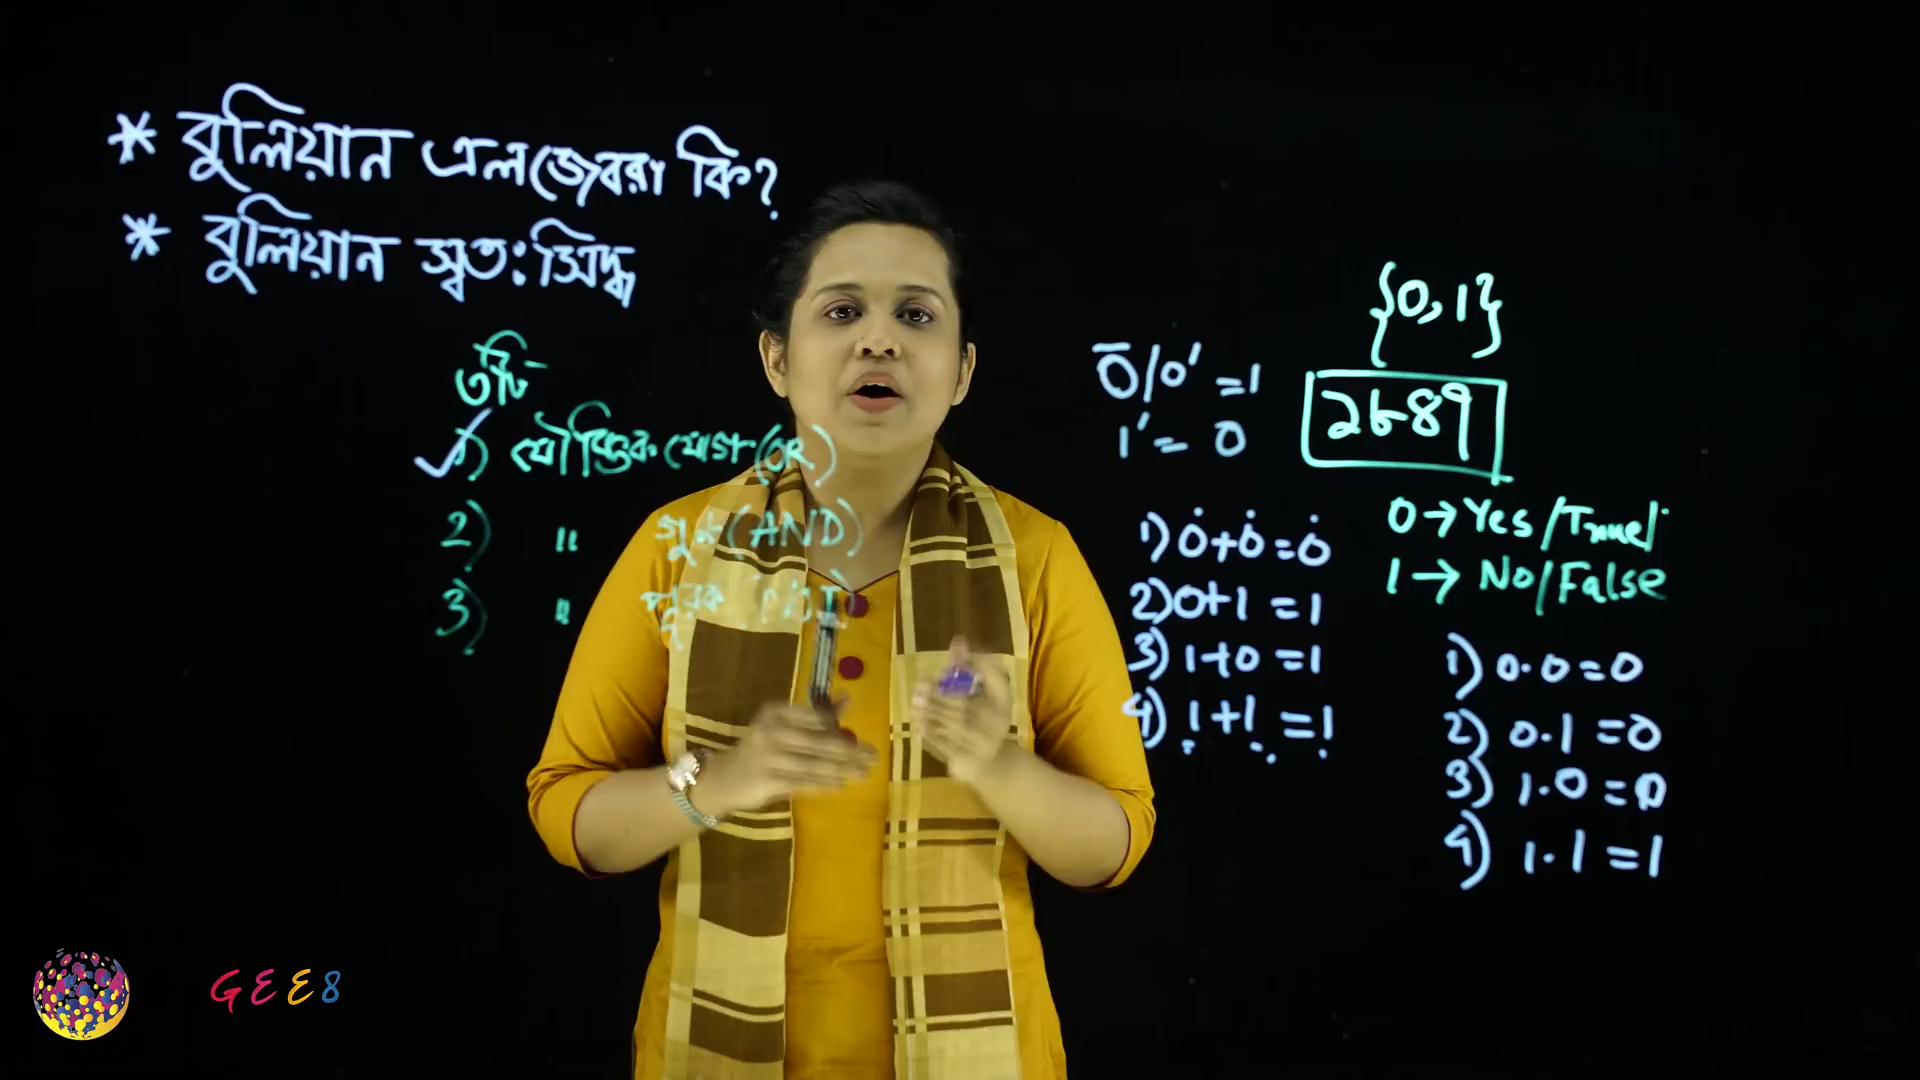 * বুলিয়ান এলজেবরা কি?
* বুলিয়ান স্বত:সিদ্ধ
৩টি
1) যৌক্তিক যোগ (OR)
2) " গুণ (AND)
3) " পূরক (NOT)
{0, 1}
0̅/0' = 1
1' = 0
0 → Yes/True/
1 → No/False
1) 0+0=0
2) 0+1=1
3) 1+0=1
4) 1+1=1
1) 0.0=0
2) 0.1=0
3) 1.0=0
4) 1.1=1
GEE8